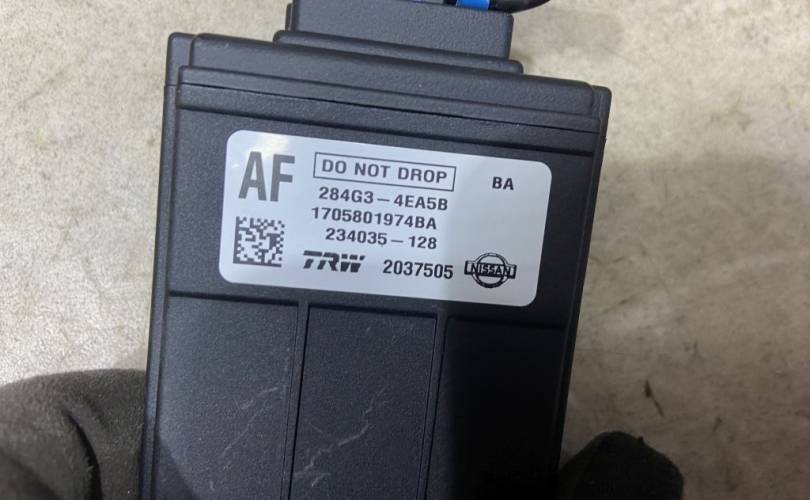 AF
DO NOT DROP
BA
284G3-4EA5B
1705801974BA
234035-128
TRW 2037505 NISSAN